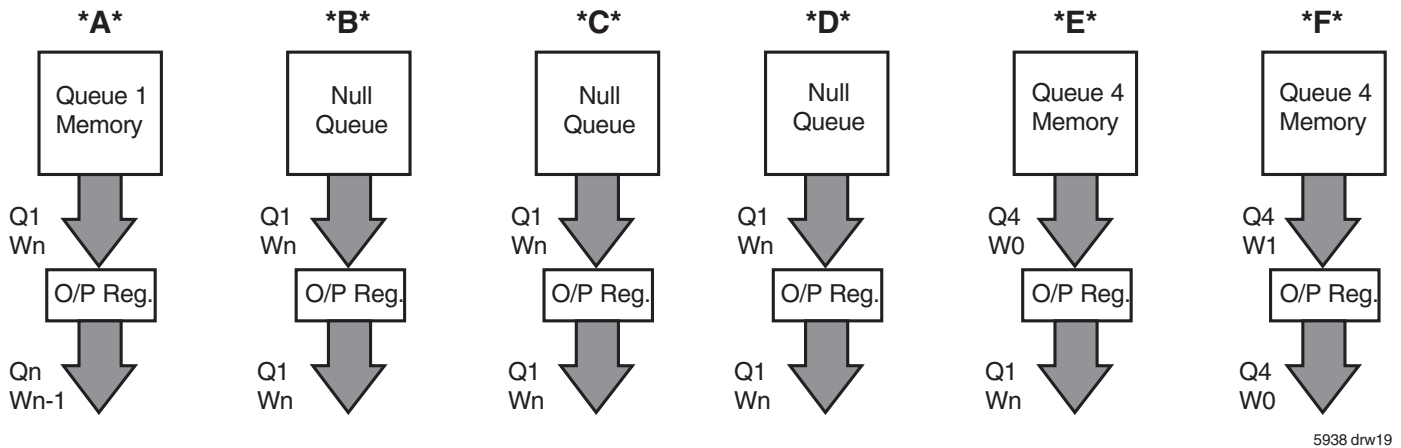 *A*
*B*
*C*
*D*
*E*
*F*
Queue 1
Memory
Null
Queue
Null
Queue
Null
Queue
Queue 4
Memory
Queue 4
Memory
Q1
Wn
Q1
Wn
Q1
Wn
Q1
Wn
Q4
W0
Q4
W1
O/P Reg.
O/P Reg.
O/P Reg.
O/P Reg.
O/P Reg.
O/P Reg.
Qn
Wn-1
Q1
Wn
Q1
Wn
Q1
Wn
Q1
Wn
Q4
W0
5938 drw19